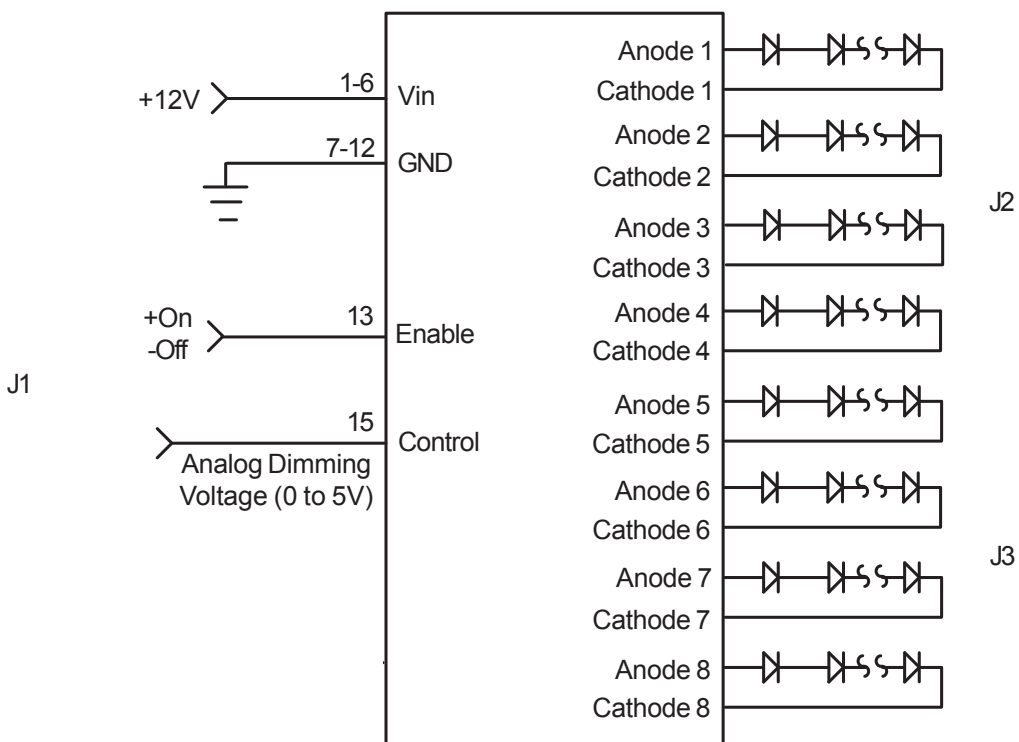 J1
+12V
1-6
Vin
7-12
GND
+On
-Off
13
Enable
15
Control
Analog Dimming
Voltage (0 to 5V)
Anode 1
Cathode 1
Anode 2
Cathode 2
Anode 3
Cathode 3
Anode 4
Cathode 4
Anode 5
Cathode 5
Anode 6
Cathode 6
Anode 7
Cathode 7
Anode 8
Cathode 8
J2
J3